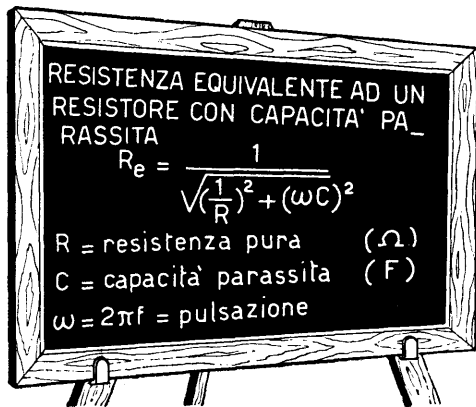 RESISTENZA EQUIVALENTE AD UN
RESISTORE CON CAPACITA' PA_
RASSITA
Re = 1 / √(1/R)² + (ωC)²
R = resistenza pura (Ω)
C = capacità parassita (F)
ω = 2πf = pulsazione